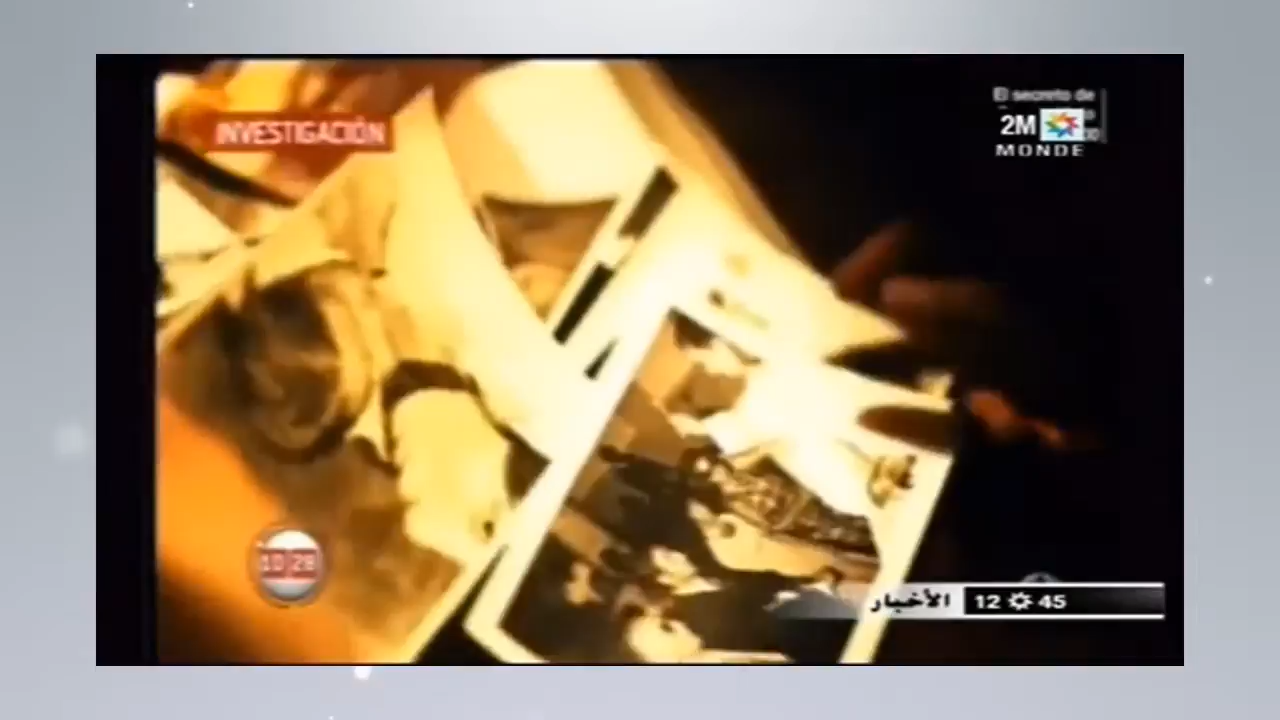 INVESTIGACIÓN
El secreto de
2M
MONDE
10 28
الأخبار 12 45